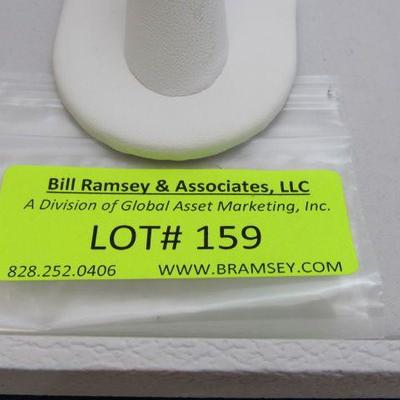 Bill Ramsey & Associates, LLC
A Division of Global Asset Marketing, Inc.
LOT# 159
828.252.0406 WWW.BRAMSEY.COM